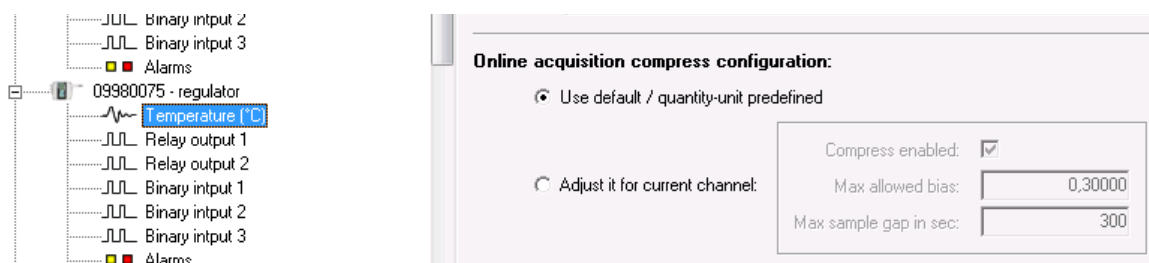 Binary intput 2
Binary intput 3
Alarms
09980075 - regulator
Temperature (°C)
Relay output 1
Relay output 2
Binary intput 1
Binary intput 2
Binary intput 3
Alarms
Online acquisition compress configuration:
Use default / quantity-unit predefined
Compress enabled:
Adjust it for current channel:
Max allowed bias: 0,30000
Max sample gap in sec: 300